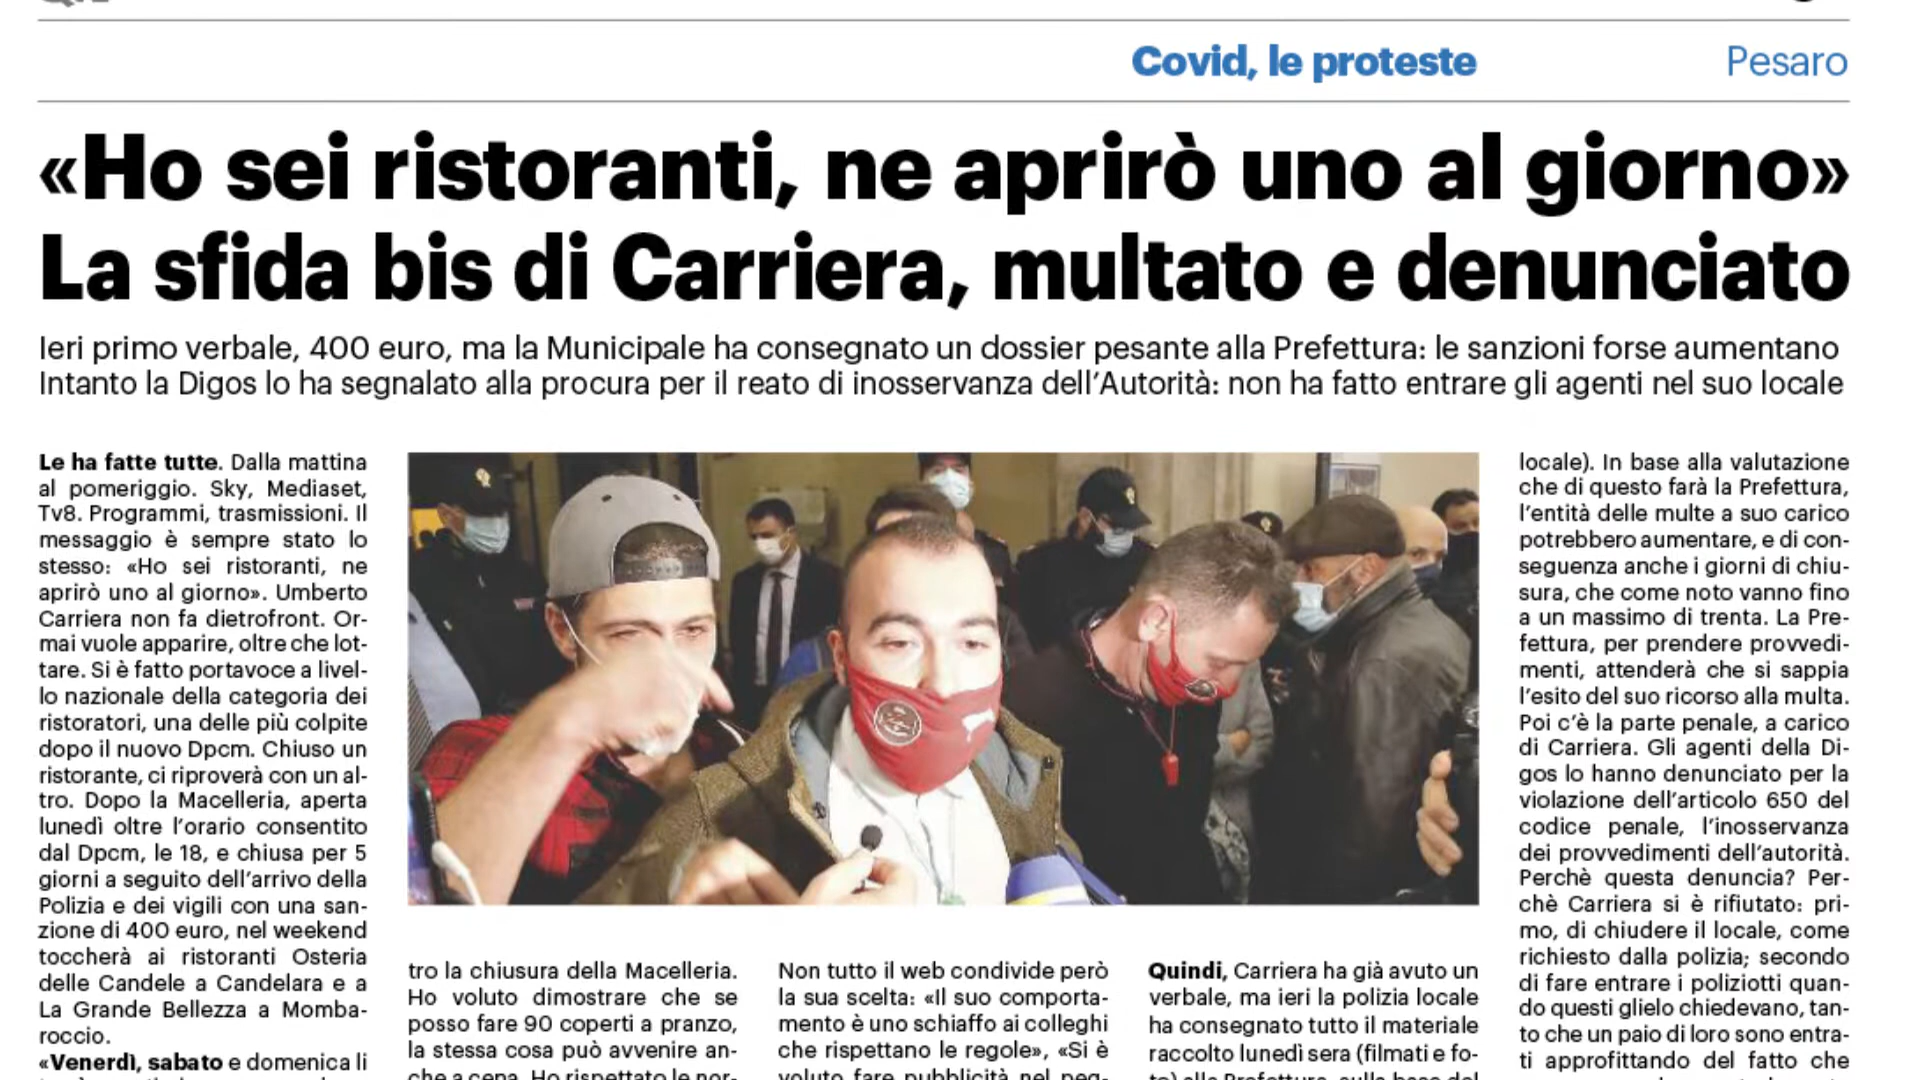 Covid, le proteste
Pesaro
«Ho sei ristoranti, ne aprirò uno al giorno»
La sfida bis di Carriera, multato e denunciato
Ieri primo verbale, 400 euro, ma la Municipale ha consegnato un dossier pesante alla Prefettura: le sanzioni forse aumentano
Intanto la Digos lo ha segnalato alla procura per il reato di inosservanza dell'Autorità: non ha fatto entrare gli agenti nel suo locale
Le ha fatte tutte. Dalla mattina
al pomeriggio. Sky, Mediaset,
Tv8. Programmi, trasmissioni. Il
messaggio è sempre stato lo
stesso: «Ho sei ristoranti, ne
aprirò uno al giorno». Umberto
Carriera non fa dietrofront. Or-
mai vuole apparire, oltre che lot-
tare. Si è fatto portavoce a livel-
lo nazionale della categoria dei
ristoratori, una delle più colpite
dopo il nuovo Dpcm. Chiuso un
ristorante, ci riproverà con un al-
tro. Dopo la Macelleria, aperta
lunedì oltre l'orario consentito
dal Dpcm, le 18, e chiusa per 5
giorni a seguito dell'arrivo della
Polizia e dei vigili con una san-
zione di 400 euro, nel weekend
toccherà ai ristoranti Osteria
delle Candele a Candelara e a
La Grande Bellezza a Momba-
roccio.
«Venerdì, sabato e domenica li
tro la chiusura della Macelleria.
Ho voluto dimostrare che se
posso fare 90 coperti a pranzo,
la stessa cosa può avvenire an-
che a cena. Ho rispettato le nor-
Non tutto il web condivide però
la sua scelta: «Il suo comporta-
mento è uno schiaffo ai colleghi
che rispettano le regole», «Si è
voluto fare pubblicità nel peg-
Quindi, Carriera ha già avuto un
verbale, ma ieri la polizia locale
ha consegnato tutto il materiale
raccolto lunedì sera (filmati e fo-
to) alla Prefettura, sulla base del
locale). In base alla valutazione
che di questo farà la Prefettura,
l'entità delle multe a suo carico
potrebbero aumentare, e di con-
seguenza anche i giorni di chiu-
sura, che come noto vanno fino
a un massimo di trenta. La Pre-
fettura, per prendere provvedi-
menti, attenderà che si sappia
l'esito del suo ricorso alla multa.
Poi c'è la parte penale, a carico
di Carriera. Gli agenti della Di-
gos lo hanno denunciato per la
violazione dell'articolo 650 del
codice penale, l'inosservanza
dei provvedimenti dell'autorità.
Perchè questa denuncia? Per-
chè Carriera si è rifiutato: pri-
mo, di chiudere il locale, come
richiesto dalla polizia; secondo
di fare entrare i poliziotti quan-
do questi glielo chiedevano, tan-
to che un paio di loro sono entra-
ti approfittando del fatto che